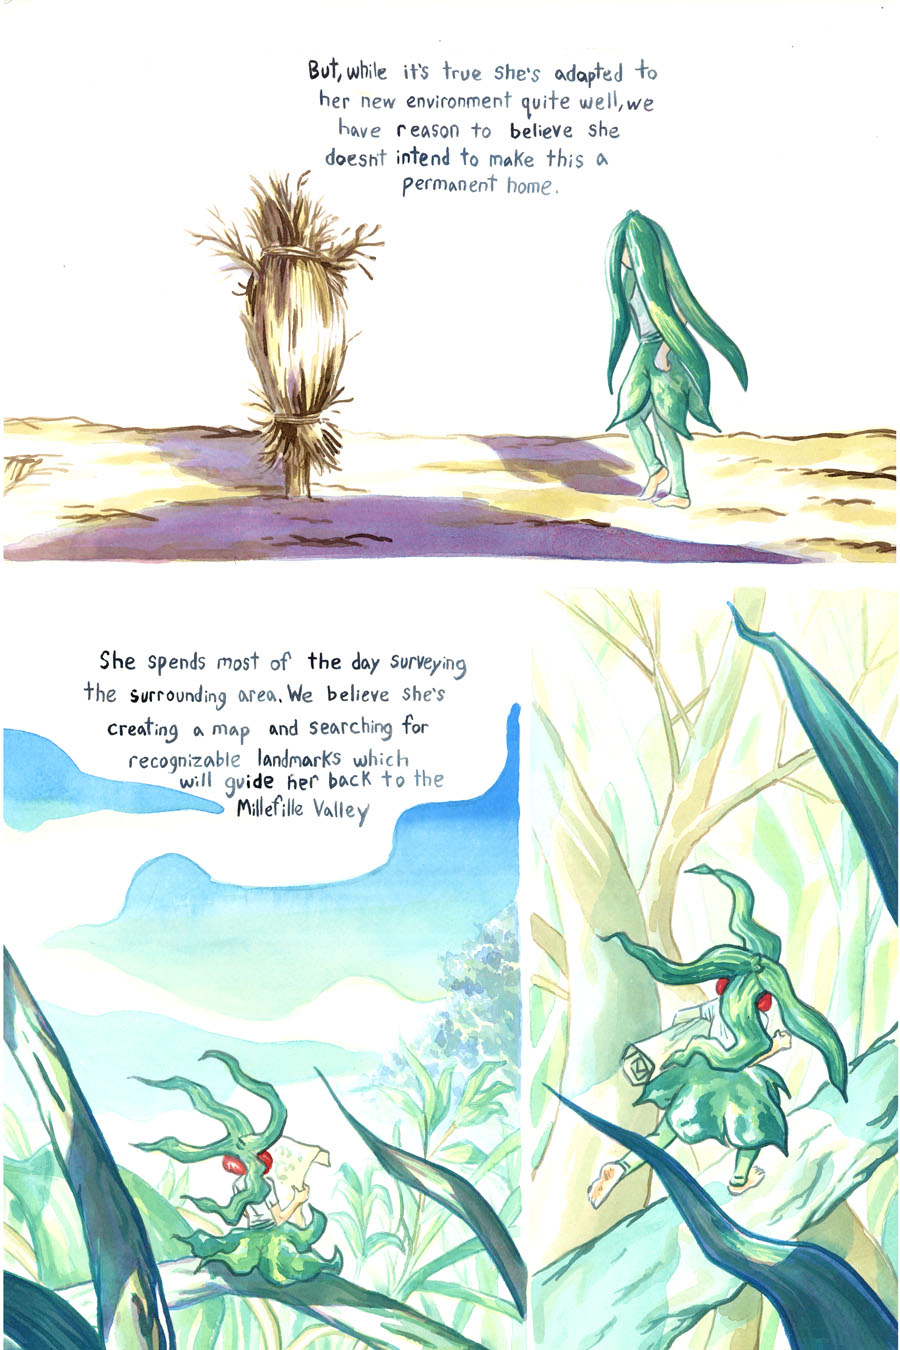 But, while it's true she's adapted to
her new environment quite well, we
have reason to believe she
doesn't intend to make this a
permanent home.
She spends most of the day surveying
the surrounding area. We believe she's
creating a map and searching for
recognizable landmarks which
will guide her back to the
Millefille Valley